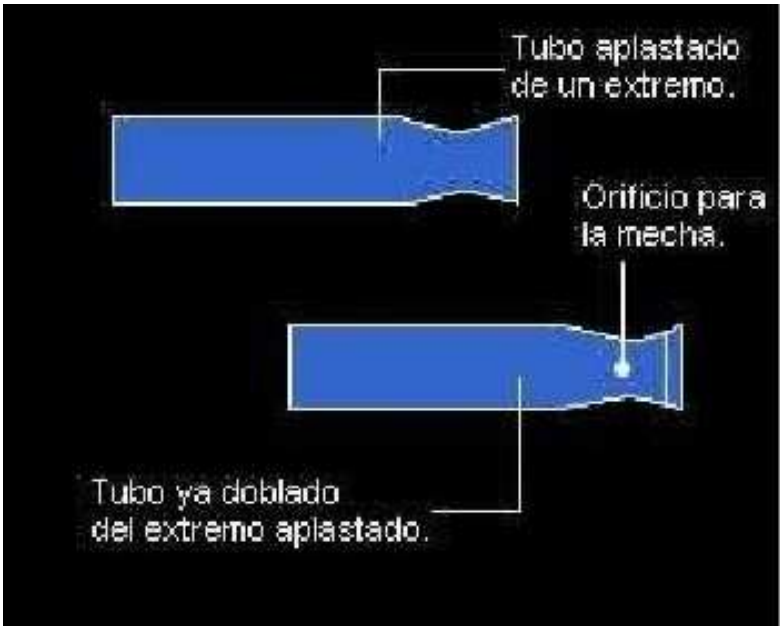 Tubo aplastado
de un extremo.
Orificio para
la mecha.
Tubo ya doblado
del extremo aplastado.